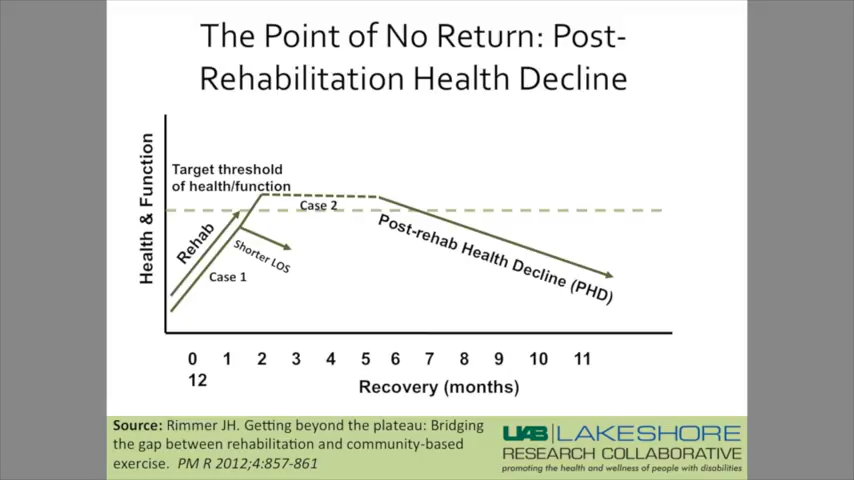 The Point of No Return: Post-
Rehabilitation Health Decline
Health & Function
Target threshold
of health/function
Case 2
Rehab
Shorter LOS
Case 1
Post-rehab Health Decline (PHD)
0 1 2 3 4 5 6 7 8 9 10 11
12
Recovery (months)
Source: Rimmer JH. Getting beyond the plateau: Bridging
the gap between rehabilitation and community-based
exercise. PM R 2012;4:857-861
UAB LAKESHORE
RESEARCH COLLABORATIVE
promoting the health and wellness of people with disabilities